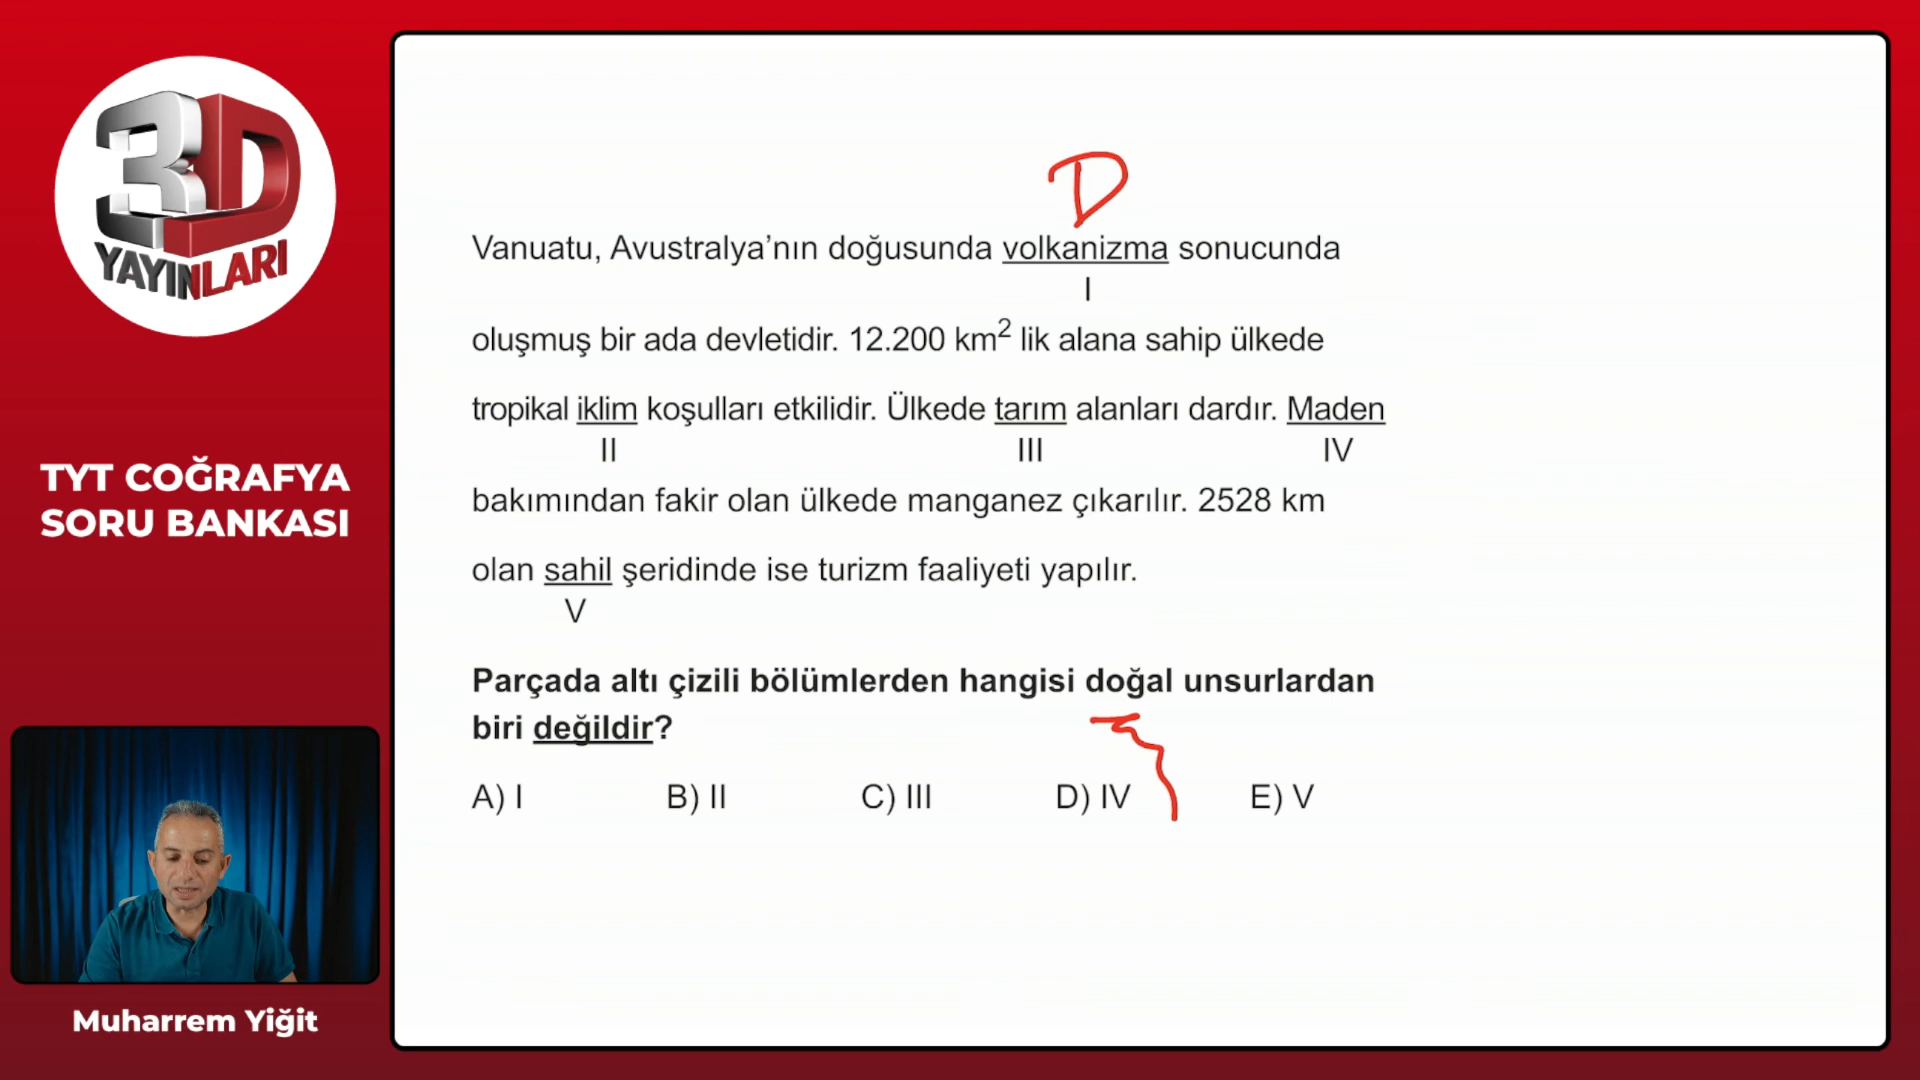 3D
YAYINLARI
TYT COĞRAFYA
SORU BANKASI
Muharrem Yiğit
D
Vanuatu, Avustralya’nın doğusunda volkanizma sonucunda
I
oluşmuş bir ada devletidir. 12.200 km² lik alana sahip ülkede
tropikal iklim koşulları etkilidir. Ülkede tarım alanları dardır. Maden
II III IV
bakımından fakir olan ülkede manganez çıkarılır. 2528 km
olan sahil şeridinde ise turizm faaliyeti yapılır.
V
Parçada altı çizili bölümlerden hangisi doğal unsurlardan
biri değildir?
A) I B) II C) III D) IV E) V